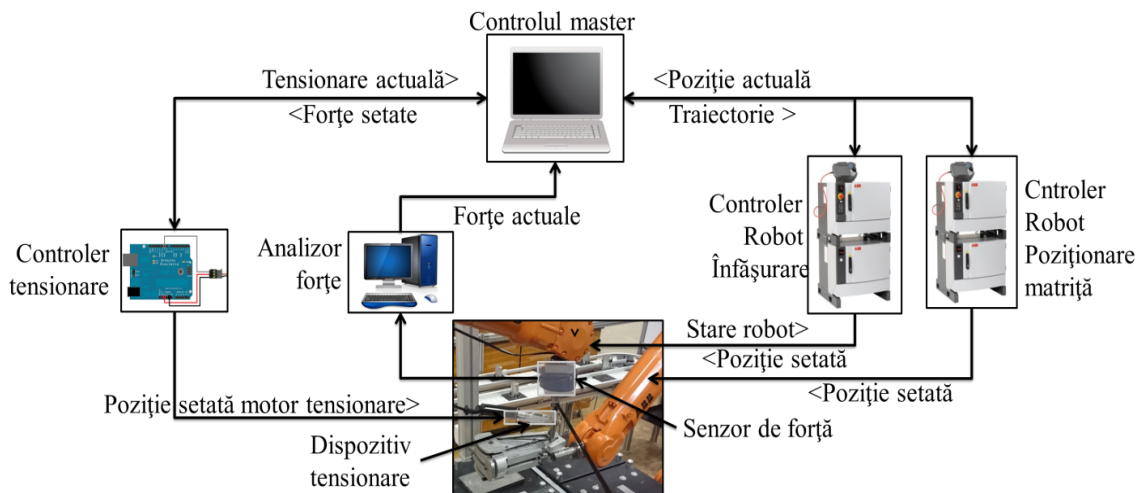 Controlul master
Tensionare actuală>
<Forţe setate
<Poziţie actuală
Traiectorie >
Forţe actuale
Controler
tensionare
Analizor
forţe
Controler
Robot
Înfăşurare
Cntroler
Robot
Poziţionare
matriţă
Stare robot>
<Poziţie setată
<Poziţie setată
Poziţie setată motor tensionare>
Dispozitiv
tensionare
Senzor de forţă